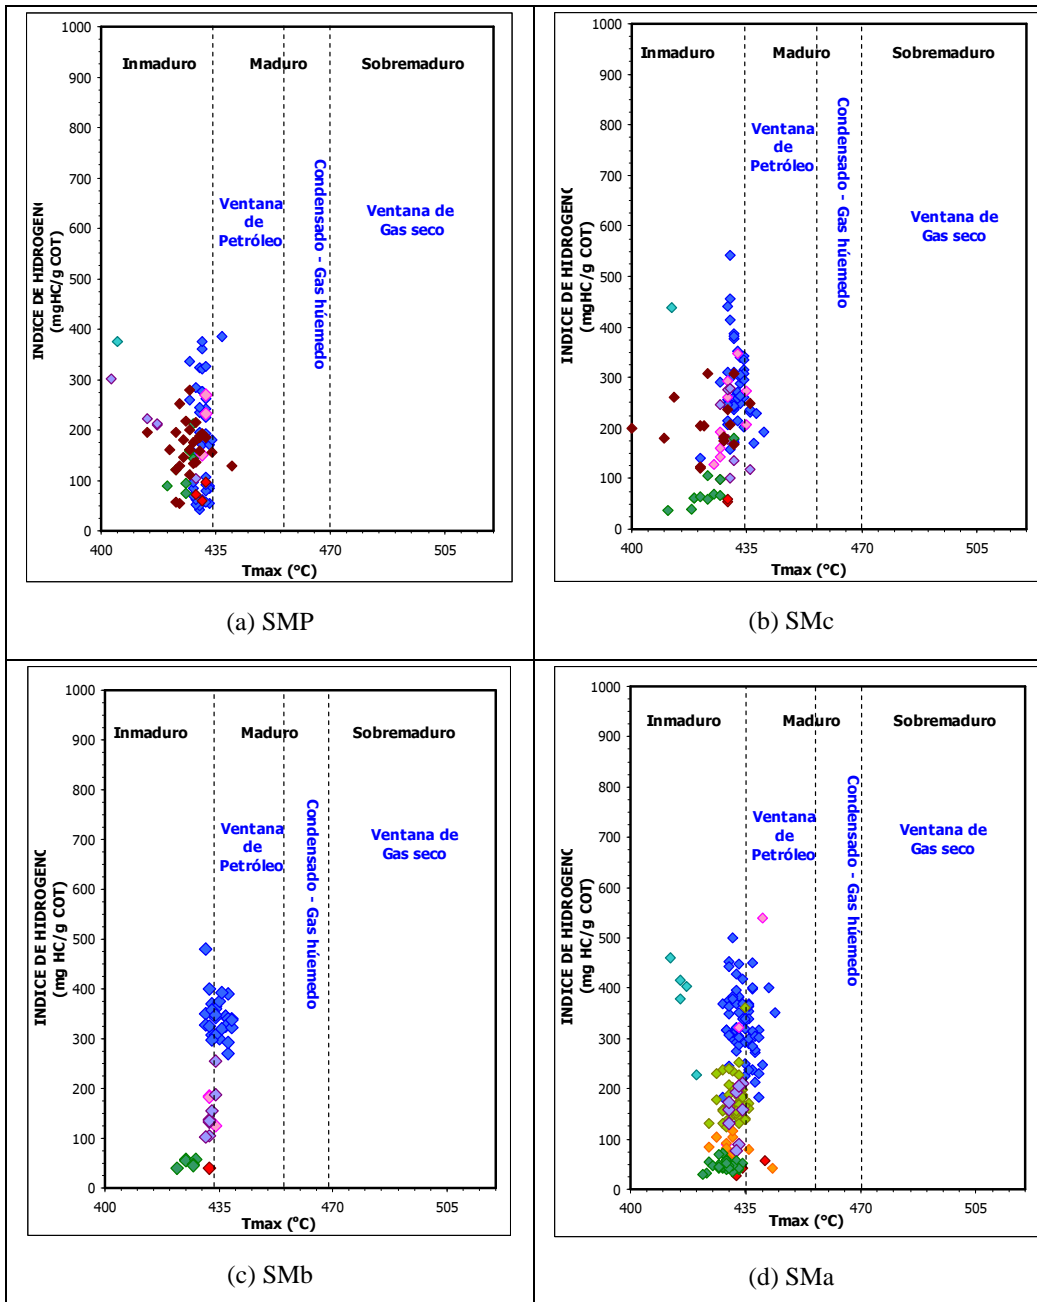 1000
900
800
700
600
500
400
300
200
100
0
Inmaduro Maduro Sobremaduro
Ventana
de
Petróleo
Condensado - Gas húemedo
Ventana de
Gas seco
INDICE DE HIDROGENO
(mgHC/g COT)
400 435 470 505
Tmax (°C)
(a) SMP
1000
900
800
700
600
500
400
300
200
100
0
Inmaduro Maduro Sobremaduro
Ventana
de
Petróleo
Condensado - Gas húemedo
Ventana de
Gas seco
INDICE DE HIDROGENO
(mgHC/g COT)
400 435 470 505
Tmax (°C)
(b) SMc
1000
900
800
700
600
500
400
300
200
100
0
Inmaduro Maduro Sobremaduro
Ventana
de
Petróleo
Condensado - Gas húemedo
Ventana de
Gas seco
INDICE DE HIDROGENO
(mg HC/g COT)
400 435 470 505
Tmax (°C)
(c) SMb
1000
900
800
700
600
500
400
300
200
100
0
Inmaduro Maduro Sobremaduro
Ventana
de
Petróleo
Condensado - Gas húemedo
Ventana de
Gas seco
INDICE DE HIDROGENO
(mg HC/g COT)
400 435 470 505
Tmax (°C)
(d) SMa